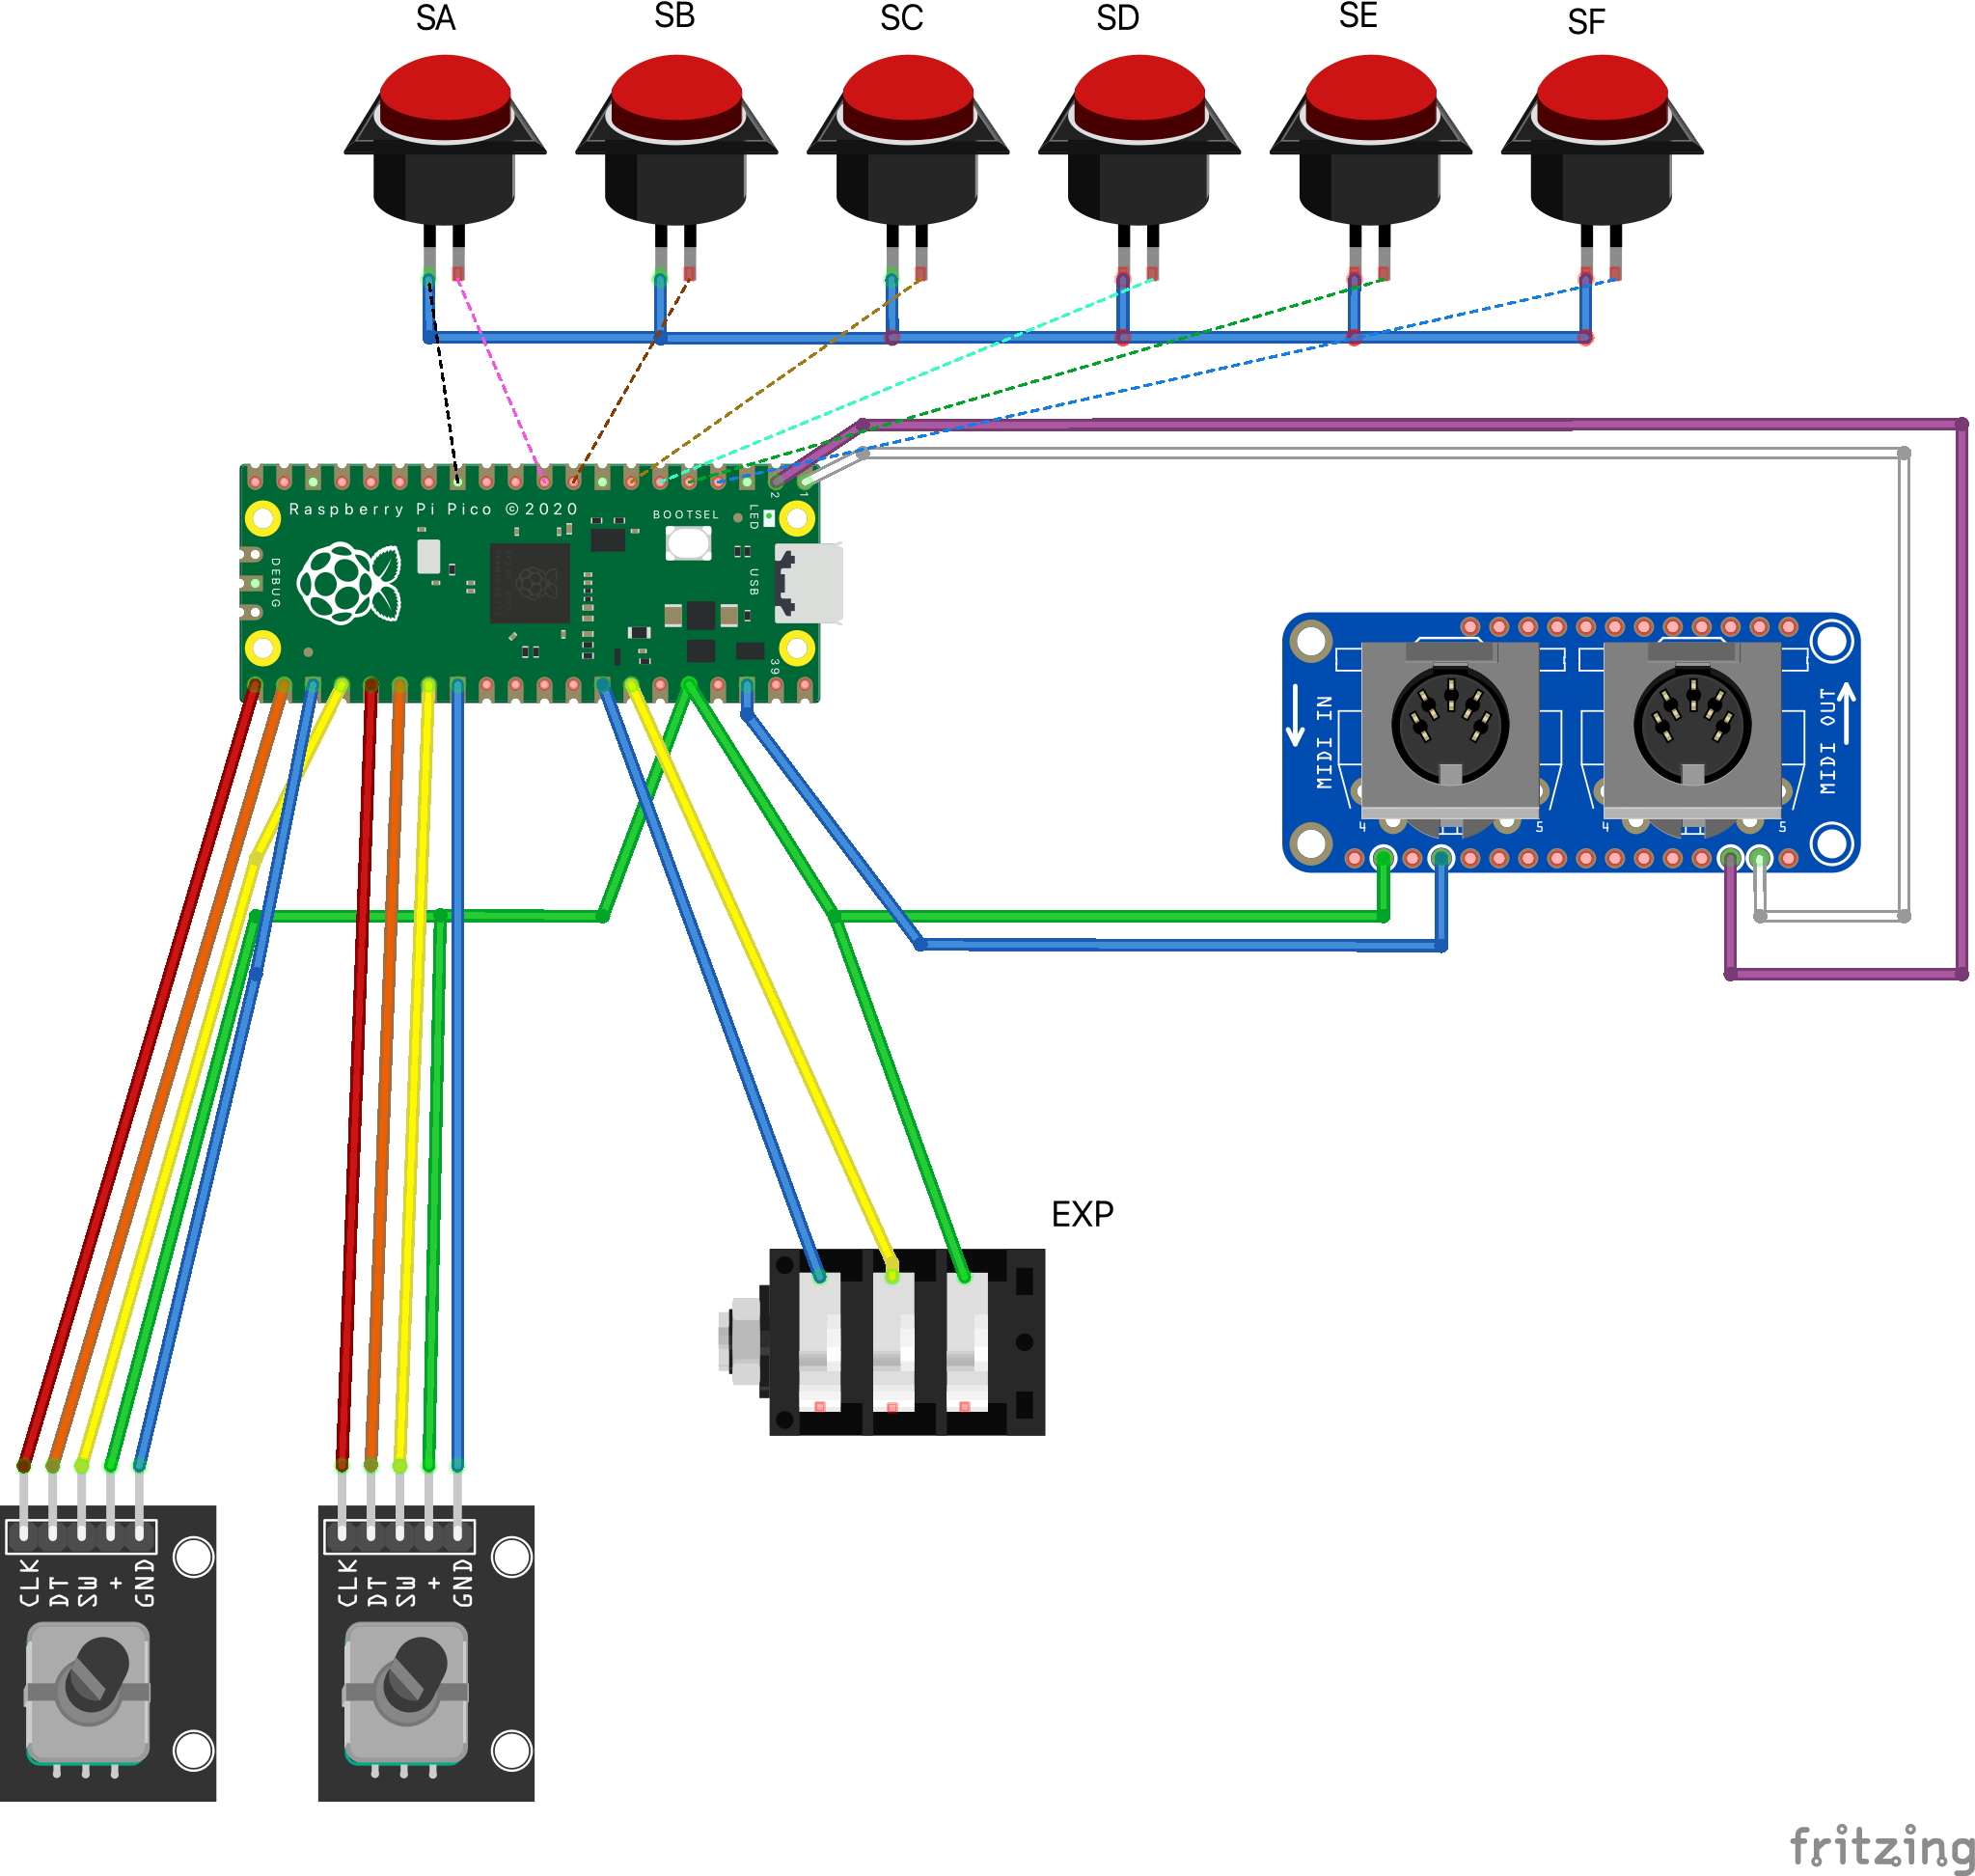 SA
SB
SC
SD
SE
SF
Raspberry Pi Pico ©2020
BOOTSEL
LED
2
1
DEBUG
USB
39
MIDI IN
MIDI OUT
4
5
4
5
EXP
CLK
DT
SW
+
GND
CLK
DT
SW
+
GND
fritzing